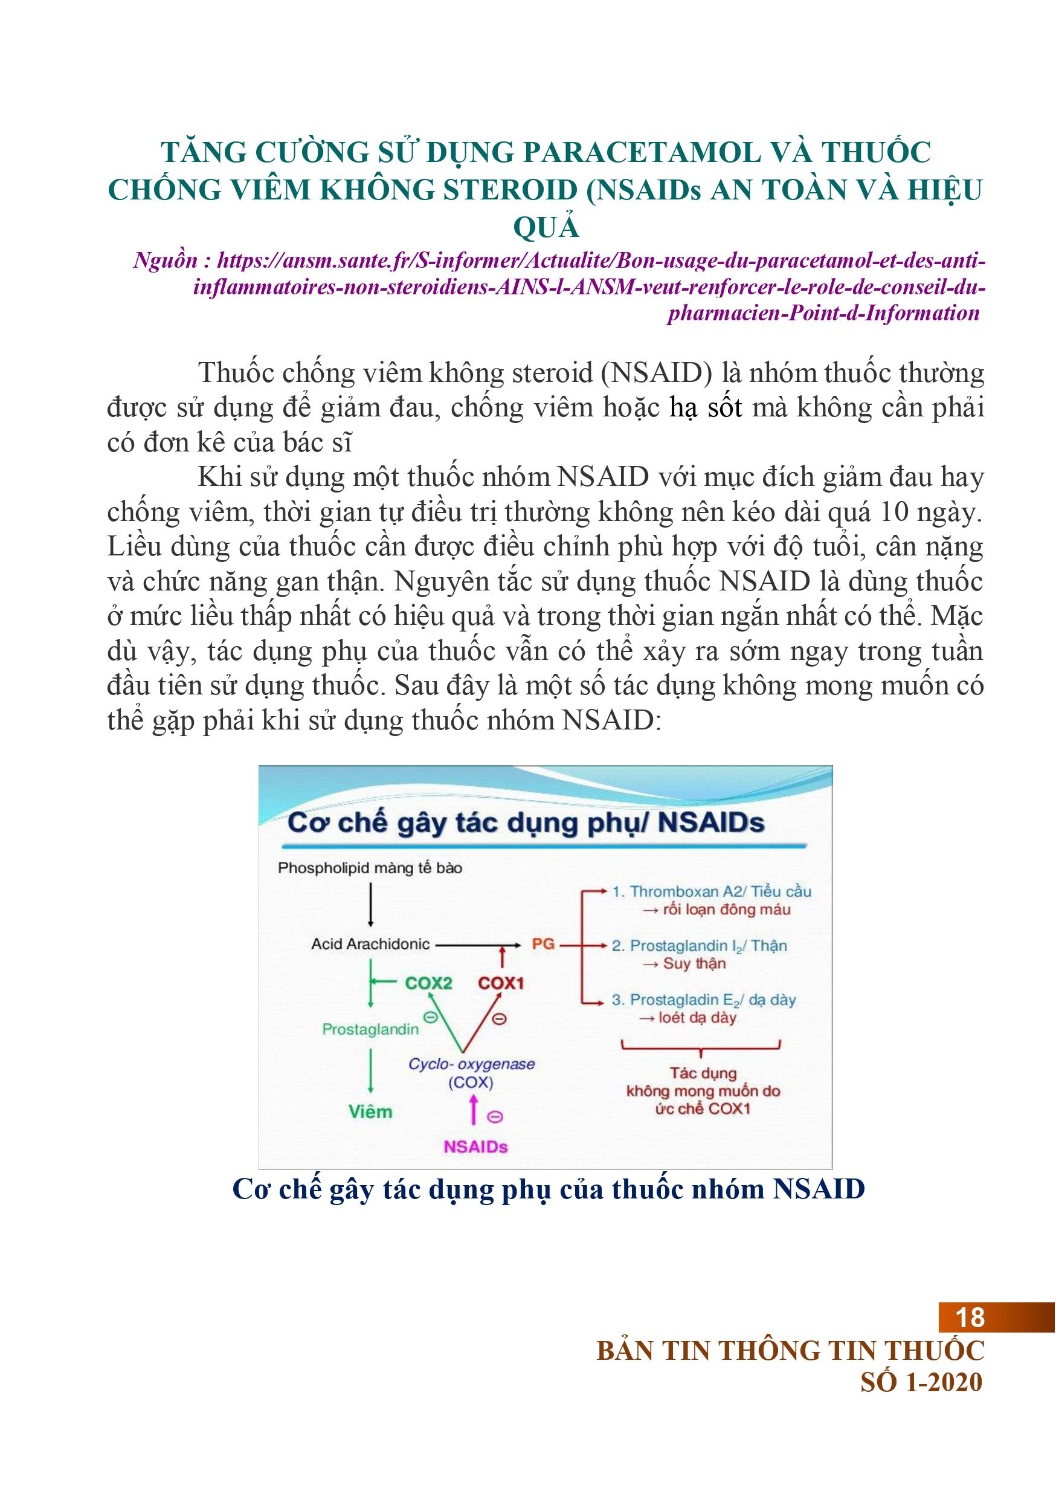 TĂNG CƯỜNG SỬ DỤNG PARACETAMOL VÀ THUỐC
CHỐNG VIÊM KHÔNG STEROID (NSAIDs AN TOÀN VÀ HIỆU
QUẢ
Nguồn : https://ansm.sante.fr/S-informer/Actualite/Bon-usage-du-paracetamol-et-des-anti-
inflammatoires-non-steroidiens-AINS-l-ANSM-veut-renforcer-le-role-de-conseil-du-
pharmacien-Point-d-Information
Thuốc chống viêm không steroid (NSAID) là nhóm thuốc thường
được sử dụng để giảm đau, chống viêm hoặc hạ sốt mà không cần phải
có đơn kê của bác sĩ
Khi sử dụng một thuốc nhóm NSAID với mục đích giảm đau hay
chống viêm, thời gian tự điều trị thường không nên kéo dài quá 10 ngày.
Liều dùng của thuốc cần được điều chỉnh phù hợp với độ tuổi, cân nặng
và chức năng gan thận. Nguyên tắc sử dụng thuốc NSAID là dùng thuốc
ở mức liều thấp nhất có hiệu quả và trong thời gian ngắn nhất có thể. Mặc
dù vậy, tác dụng phụ của thuốc vẫn có thể xảy ra sớm ngay trong tuần
đầu tiên sử dụng thuốc. Sau đây là một số tác dụng không mong muốn có
thể gặp phải khi sử dụng thuốc nhóm NSAID:
Cơ chế gây tác dụng phụ/ NSAIDs
Phospholipid màng tế bào
1. Thromboxan A2/ Tiểu cầu
→ rối loạn đông máu
Acid Arachidonic
PG
2. Prostaglandin I2/ Thận
→ Suy thận
COX2
COX1
3. Prostagladin E2/ dạ dày
→ loét dạ dày
Prostaglandin
Cyclo- oxygenase
(COX)
Tác dụng
không mong muốn do
ức chế COX1
Viêm
NSAIDs
Cơ chế gây tác dụng phụ của thuốc nhóm NSAID
18
BẢN TIN THÔNG TIN THUỐC
SỐ 1-2020